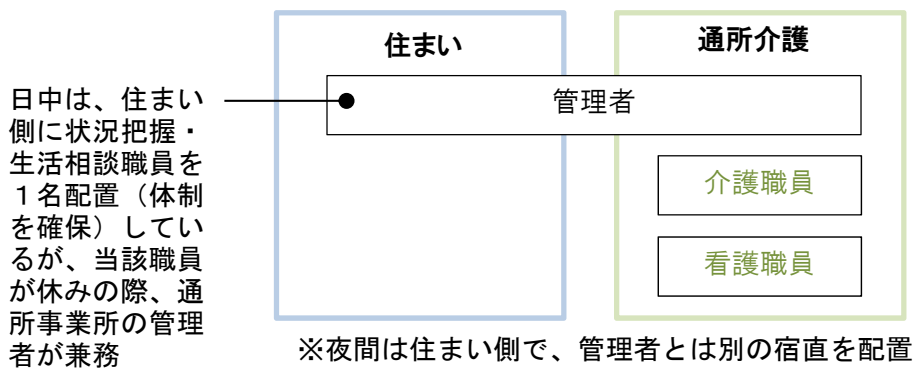 住まい
通所介護
管理者
介護職員
看護職員
日中は、住まい
側に状況把握・
生活相談職員を
１名配置（体制
を確保）してい
るが、当該職員
が休みの際、通
所事業所の管理
者が兼務
※夜間は住まい側で、管理者とは別の宿直を配置